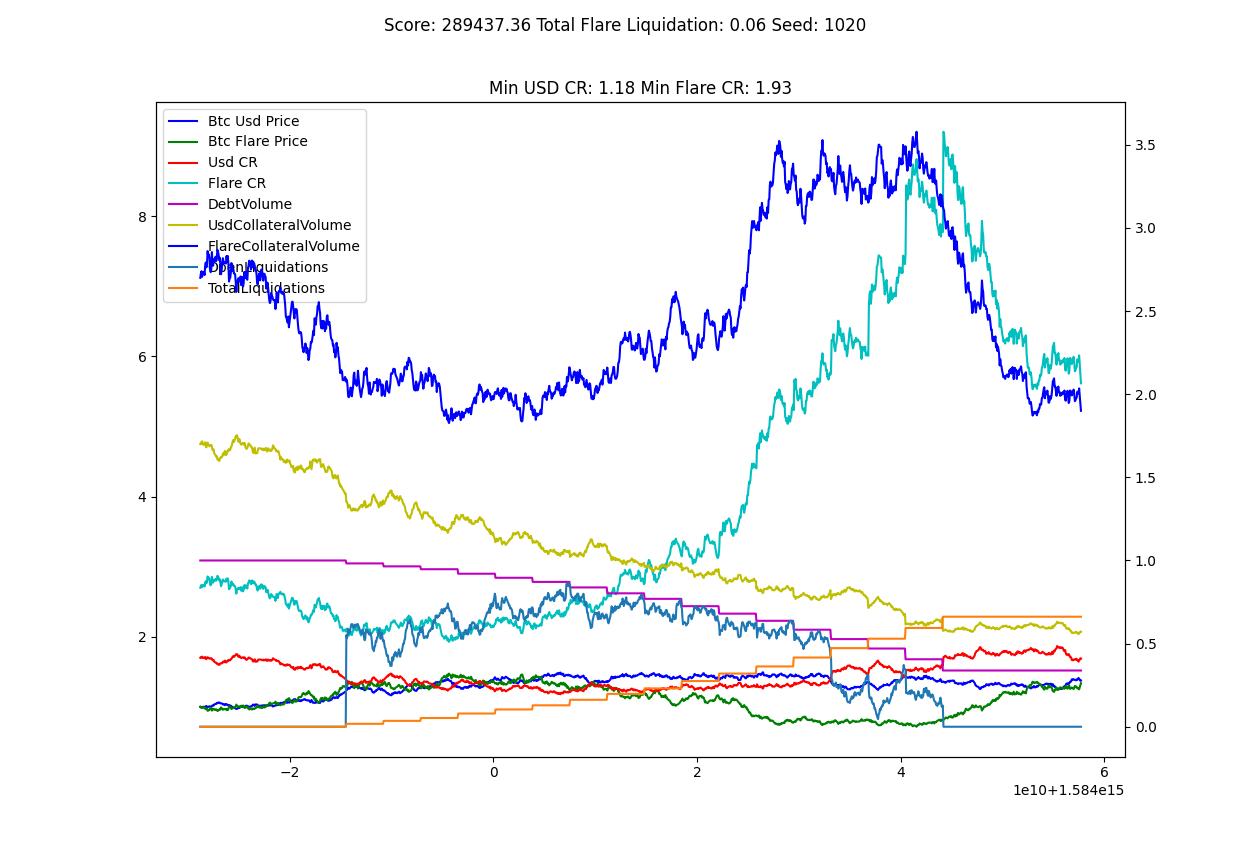 Score: 289437.36 Total Flare Liquidation: 0.06 Seed: 1020
Min USD CR: 1.18 Min Flare CR: 1.93
Btc Usd Price
Btc Flare Price
Usd CR
Flare CR
DebtVolume
UsdCollateralVolume
FlareCollateralVolume
OpenLiquidations
TotalLiquidations
8
6
4
2
3.5
3.0
2.5
2.0
1.5
1.0
0.5
0.0
−2 0 2 4 6
1e10+1.584e15